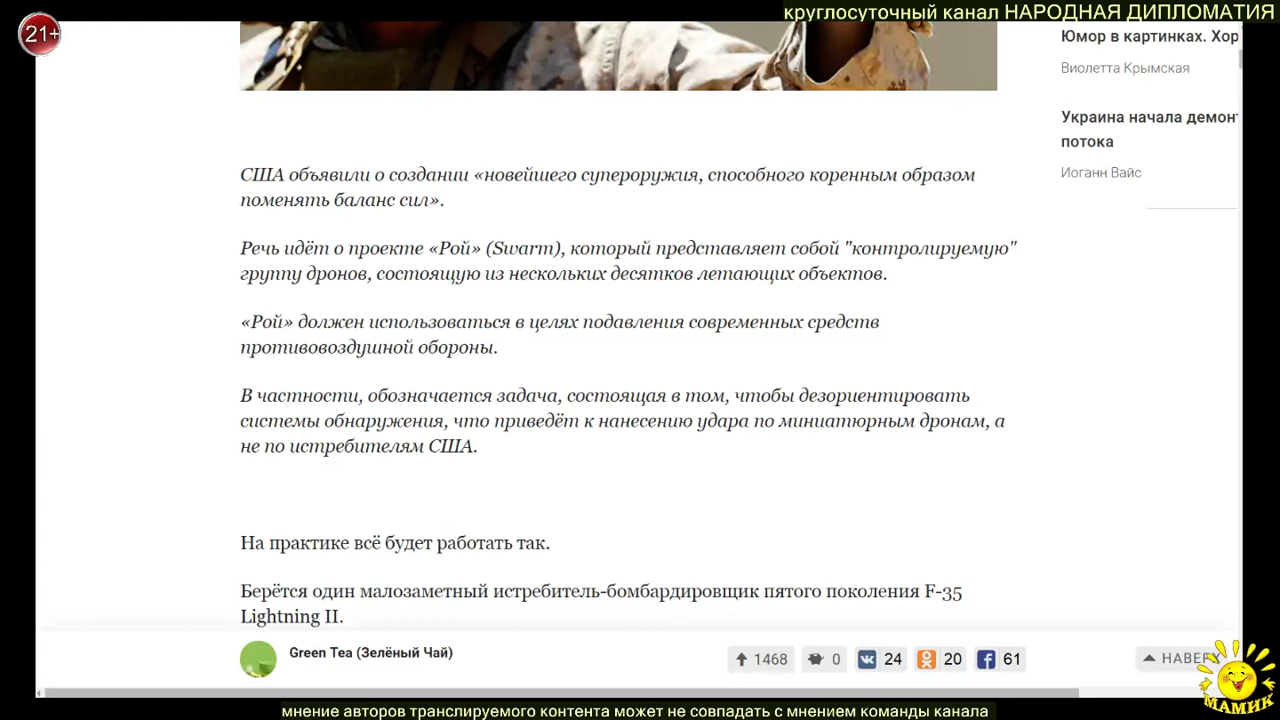 круглосуточный канал НАРОДНАЯ ДИПЛОМАТИЯ
21+
Юмор в картинках. Хор
Виолетта Крымская
Украина начала демон
потока
Иоганн Вайс
США объявили о создании «новейшего супероружия, способного коренным образом
поменять баланс сил».
Речь идёт о проекте «Рой» (Swarm), который представляет собой "контролируемую"
группу дронов, состоящую из нескольких десятков летающих объектов.
«Рой» должен использоваться в целях подавления современных средств
противовоздушной обороны.
В частности, обозначается задача, состоящая в том, чтобы дезориентировать
системы обнаружения, что приведёт к нанесению удара по миниатюрным дронам, а
не по истребителям США.
На практике всё будет работать так.
Берётся один малозаметный истребитель-бомбардировщик пятого поколения F-35
Lightning II.
Green Tea (Зелёный Чай)
1468
0
24
20
61
НАВЕР
МАМИК
мнение авторов транслируемого контента может не совпадать с мнением команды канала